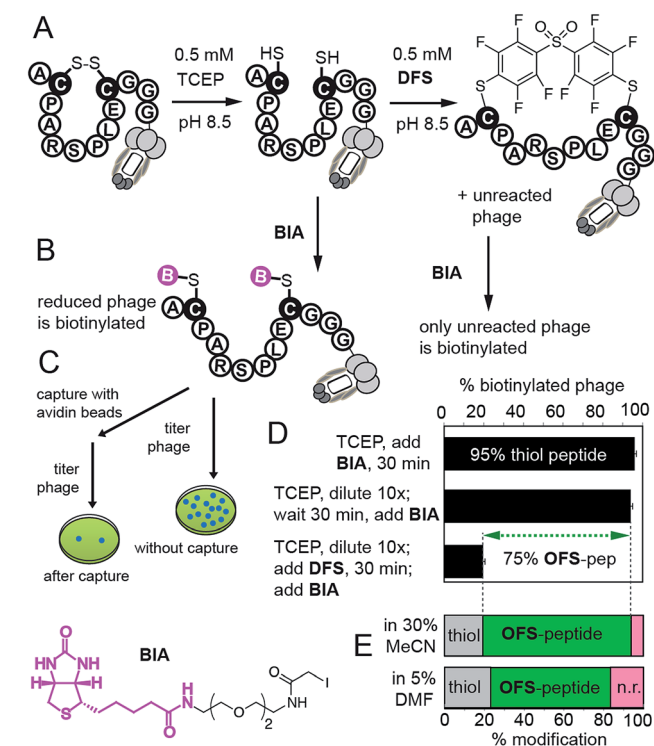 A
S-S
A C P A R S P L E C G G G
0.5 mM
TCEP
pH 8.5
HS
SH
A C P A R S P L E C G G G
0.5 mM
DFS
pH 8.5
O O
S
F F F F
F F F F
S S
A C P A R S P L E C G G G
+ unreacted
phage
BIA
only unreacted phage
is biotinylated
BIA
B
B-S
B-S
reduced phage
is biotinylated
A C P A R S P L E C G G G
C
capture with
avidin beads
titer
phage
titer
phage
after capture
without capture
D
% biotinylated phage
0 20 40 60 80 100
TCEP, add
BIA, 30 min
95% thiol peptide
TCEP, dilute 10x;
wait 30 min, add BIA
TCEP, dilute 10x;
add DFS, 30 min;
add BIA
75% OFS-pep
E
in 30%
MeCN
thiol
OFS-peptide
in 5%
DMF
thiol
OFS-peptide
n.r.
0 20 40 60 80 100
% modification
BIA
O
HN NH
H H
S
O
H
N
O
2
NH
O
I